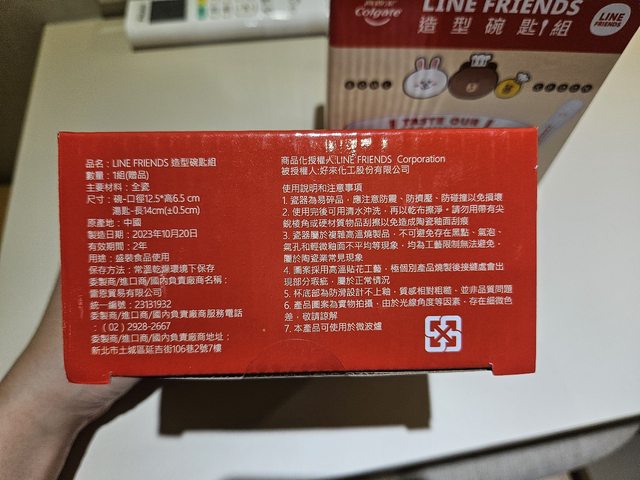 Colgate
LINE FRIENDS
造型碗匙組
LINE
FRIENDS
品名：LINE FRIENDS 造型碗匙組
數量：1組(贈品)
主要材料：全瓷
尺寸：碗-口徑12.5*高6.5 cm
湯匙-長14cm(±0.5cm)
原產地：中國
製造日期：2023年10月20日
有效期間：2年
用途：盛裝食品使用
保存方法：常溫乾燥環境下保存
委製商/進口商/國內負責廠商名稱：
雷恩貿易有限公司
統一編號：23131932
委製商/進口商/國內負責廠商服務電話
：(02) 2928-2667
委製商/進口商/國內負責廠商地址：
新北市土城區延吉街106巷2號7樓
商品化授權人:LINE FRIENDS Corporation
被授權人:好來化工股份有限公司
使用說明和注意事項
1. 瓷器為易碎品，應注意防震、防擠壓、防碰撞以免損壞
2. 使用完後可用清水沖洗，再以乾布擦淨。請勿用帶有尖
銳稜角或硬材質物品刮擦以免造成陶瓷釉面刮痕
3. 瓷器屬於複雜高溫燒製品，不可避免存在黑點、氣泡、
氣孔和輕微釉面不平均等現象，均為工藝限制無法避免，
屬於陶瓷業常見現象
4. 圖案採用高溫貼花工藝，極個別產品燒製後接縫處會出
現部分瑕疵，屬於正常情況
5. 杯底部為防滑設計不上釉，質感相對粗糙，並非品質問題
6. 產品圖案為實物拍攝，由於光線角度等因素，存在細微色
差，敬請諒解
7. 本產品可使用於微波爐